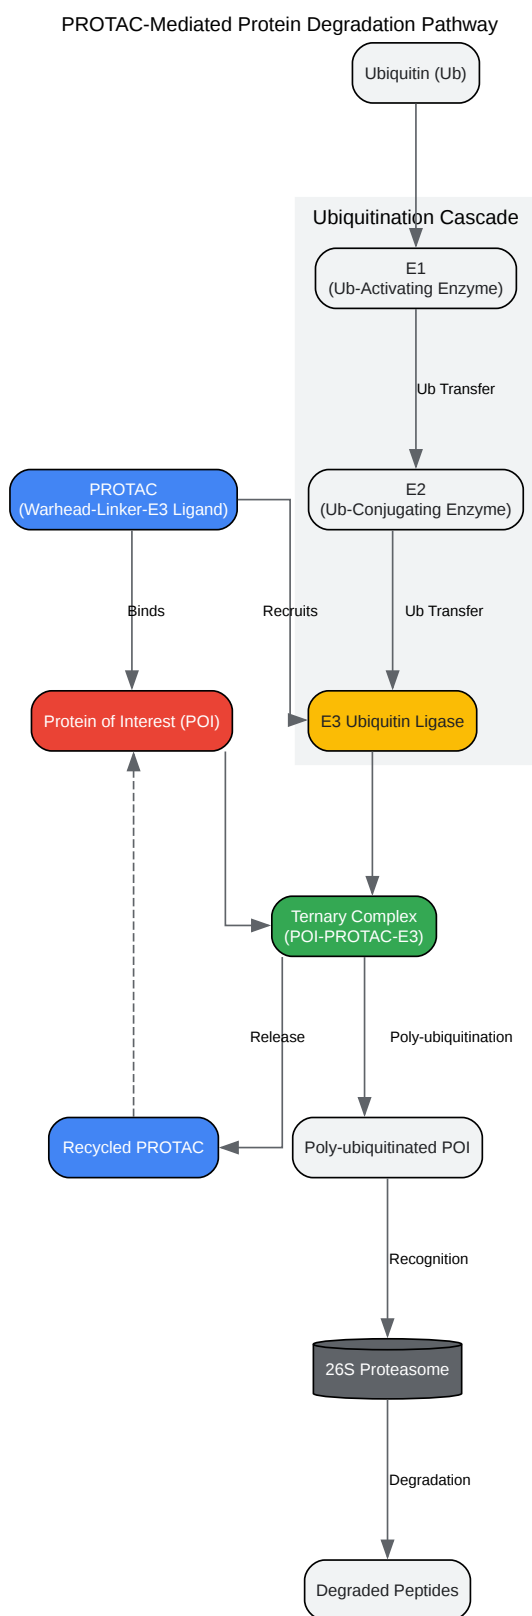 PROTAC-Mediated Protein Degradation Pathway
Ubiquitin (Ub)
Ubiquitination Cascade
E1
(Ub-Activating Enzyme)
Ub Transfer
PROTAC
(Warhead-Linker-E3 Ligand)
E2
(Ub-Conjugating Enzyme)
Binds
Recruits
Ub Transfer
Protein of Interest (POI)
E3 Ubiquitin Ligase
Ternary Complex
(POI-PROTAC-E3)
Release
Poly-ubiquitination
Recycled PROTAC
Poly-ubiquitinated POI
Recognition
26S Proteasome
Degradation
Degraded Peptides